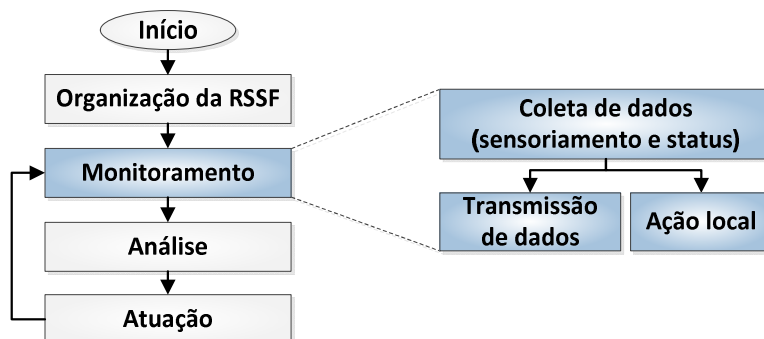 Início
Organização da RSSF
Monitoramento
Análise
Atuação
Coleta de dados
(sensoriamento e status)
Transmissão
de dados
Ação local